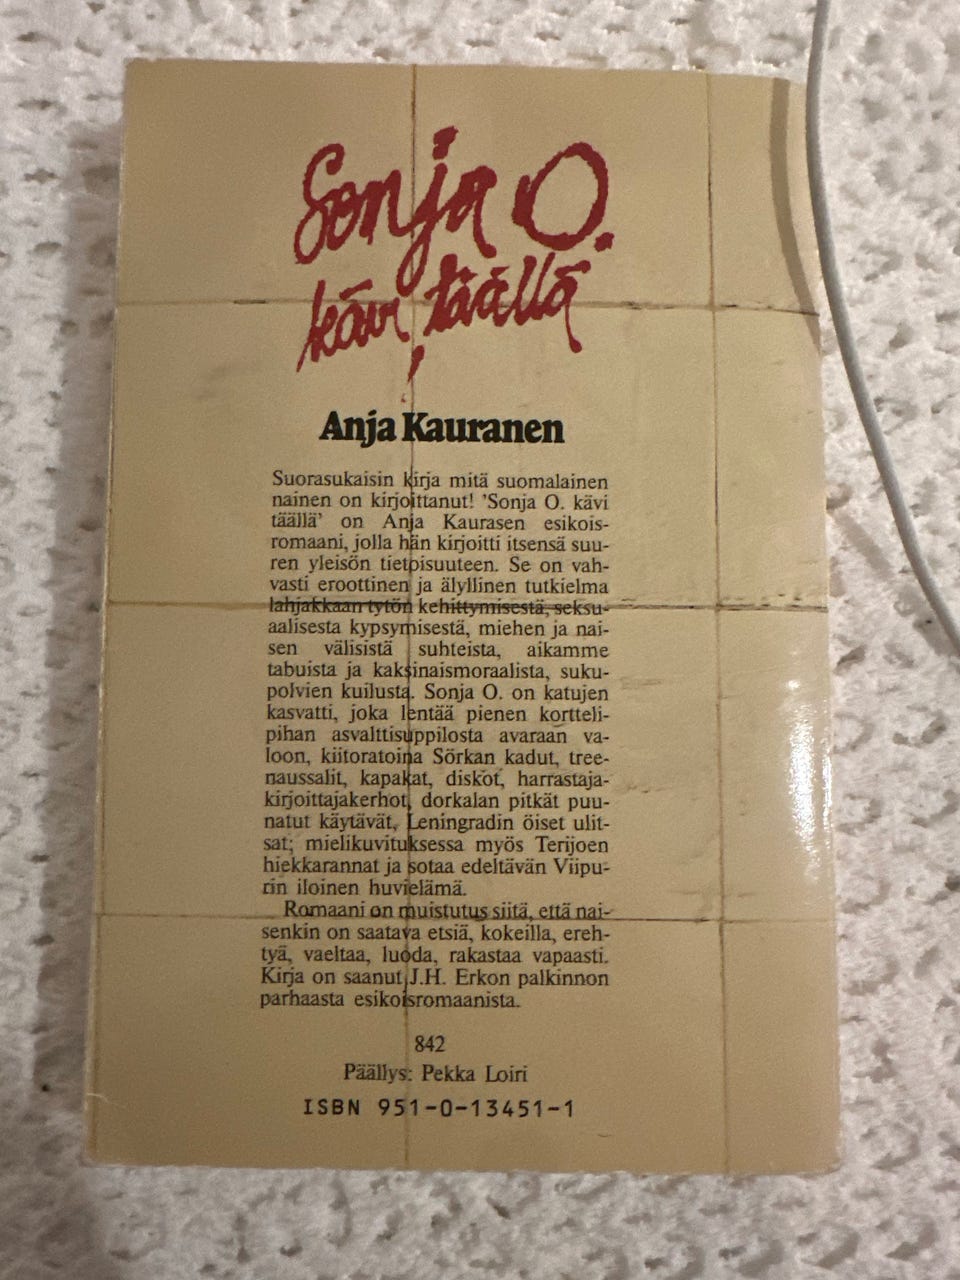 Sonja O.
kävi täällä
Anja Kauranen
Suorasukaisin kirja mitä suomalainen
nainen on kirjoittanut! 'Sonja O. kävi
täällä' on Anja Kaurasen esikois-
romaani, jolla hän kirjoitti itsensä suu-
ren yleisön tietoisuuteen. Se on vah-
vasti eroottinen ja älyllinen tutkielma
lahjakkaan tytön kehittymisestä, seksu-
aalisesta kypsymisestä, miehen ja nai-
sen välisistä suhteista, aikamme
tabuista ja kaksinaismoraalista, suku-
polvien kuilusta. Sonja O. on katujen
kasvatti, joka lentää pienen kortteli-
pihan asvalttisuppilosta avaraan va-
loon, kiitoratoina Sörkan kadut, tree-
naussalit, kapakat, diskot, harrastaja-
kirjoittajakerhot, dorkalan pitkät puu-
natut käytävät, Leningradin öiset ulit-
sat; mielikuvituksessa myös Terijoen
hiekkarannat ja sotaa edeltävän Viipu-
rin iloinen huvielämä.
Romaani on muistutus siitä, että nai-
senkin on saatava etsiä, kokeilla, ereh-
tyä, vaeltaa, luoda, rakastaa vapaasti.
Kirja on saanut J.H. Erkon palkinnon
parhaasta esikoisromaanista.
842
Päällys: Pekka Loiri
ISBN 951-0-13451-1